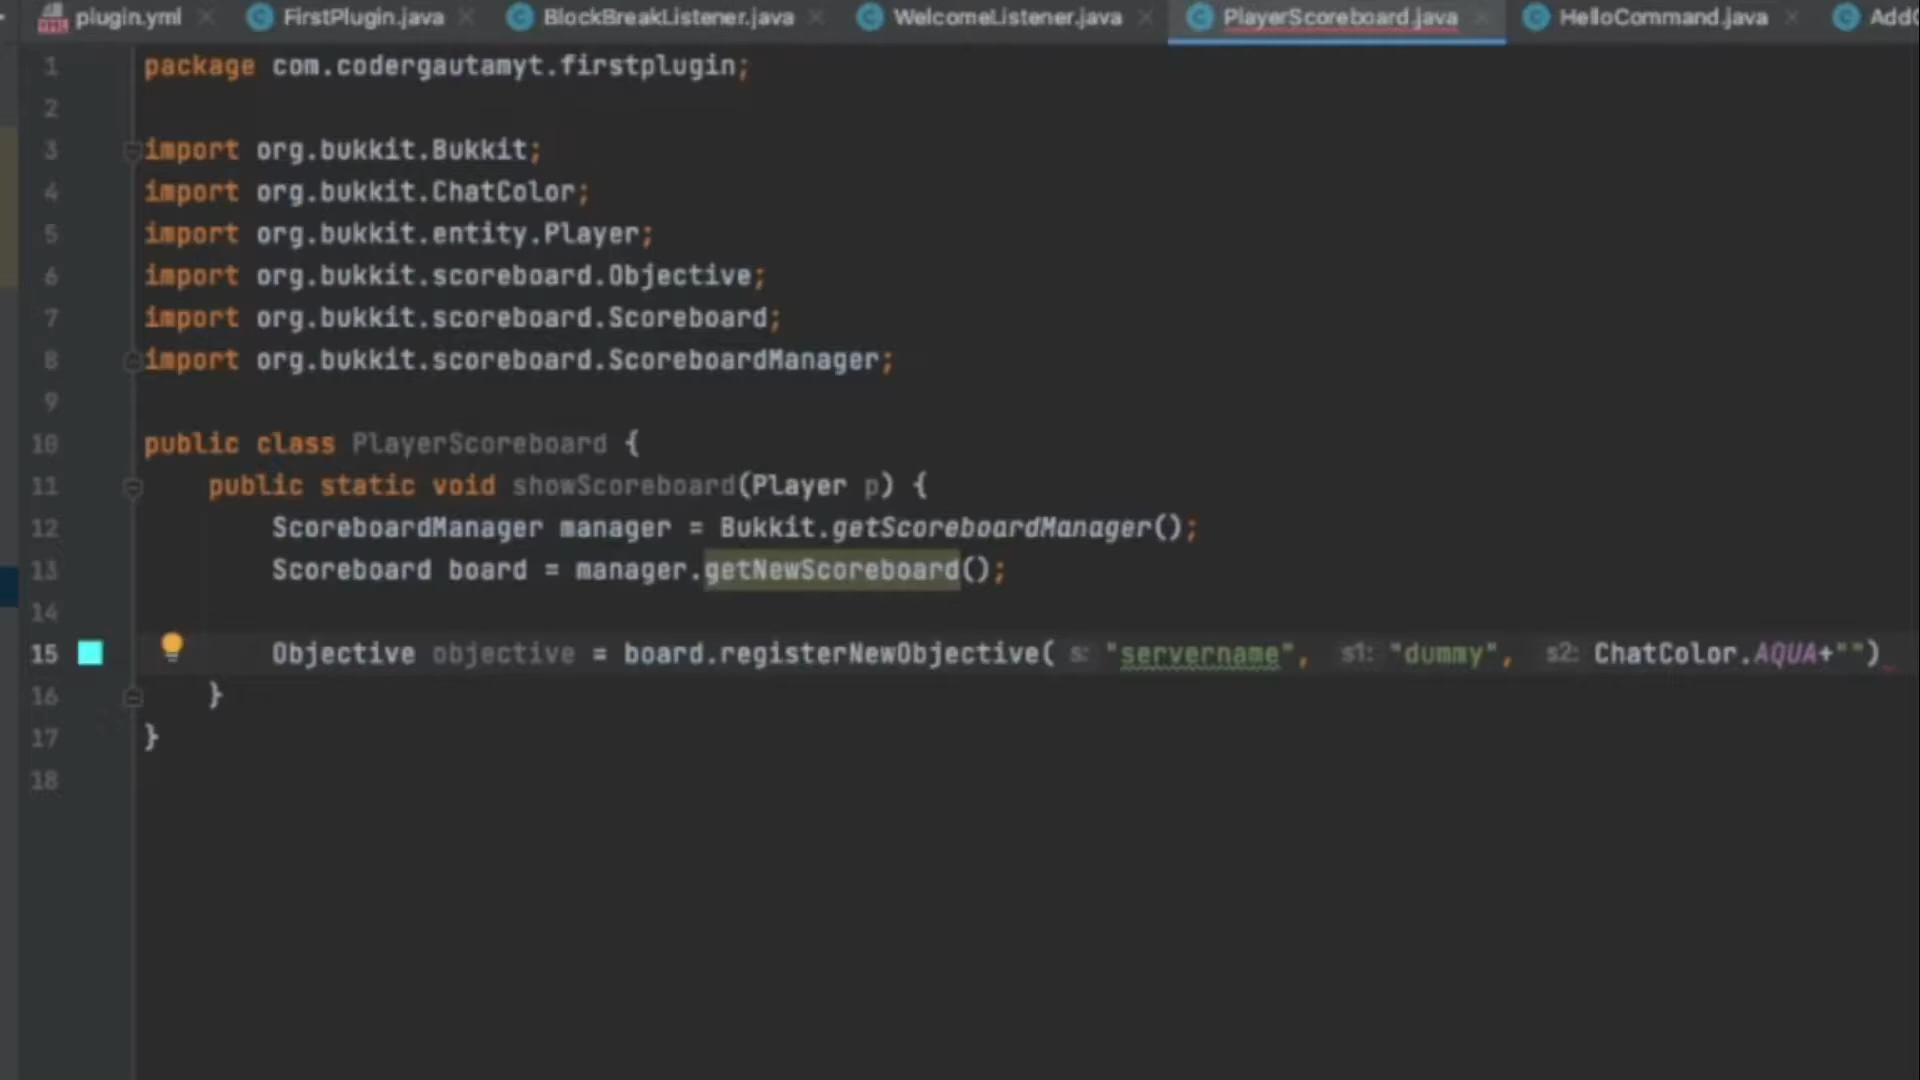 plugin.yml FirstPlugin.java BlockBreakListener.java WelcomeListener.java PlayerScoreboard.java HelloCommand.java
1 package com.codergautamyt.firstplugin;
2
3 import org.bukkit.Bukkit;
4 import org.bukkit.ChatColor;
5 import org.bukkit.entity.Player;
6 import org.bukkit.scoreboard.Objective;
7 import org.bukkit.scoreboard.Scoreboard;
8 import org.bukkit.scoreboard.ScoreboardManager;
9
10 public class PlayerScoreboard {
11 public static void showScoreboard(Player p) {
12 ScoreboardManager manager = Bukkit.getScoreboardManager();
13 Scoreboard board = manager.getNewScoreboard();
14
15 Objective objective = board.registerNewObjective( s: "servername", s1: "dummy", s2: ChatColor.AQUA+"")
16 }
17 }
18